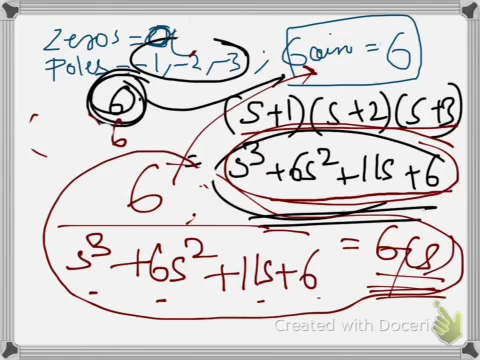 Zeros =
Poles = -1, -2, -3 ; Gain = 6
6
6
(s+1)(s+2)(s+3)
= s³+6s²+11s+6
6
s³+6s²+11s+6 = G(s)
Created with Doceri